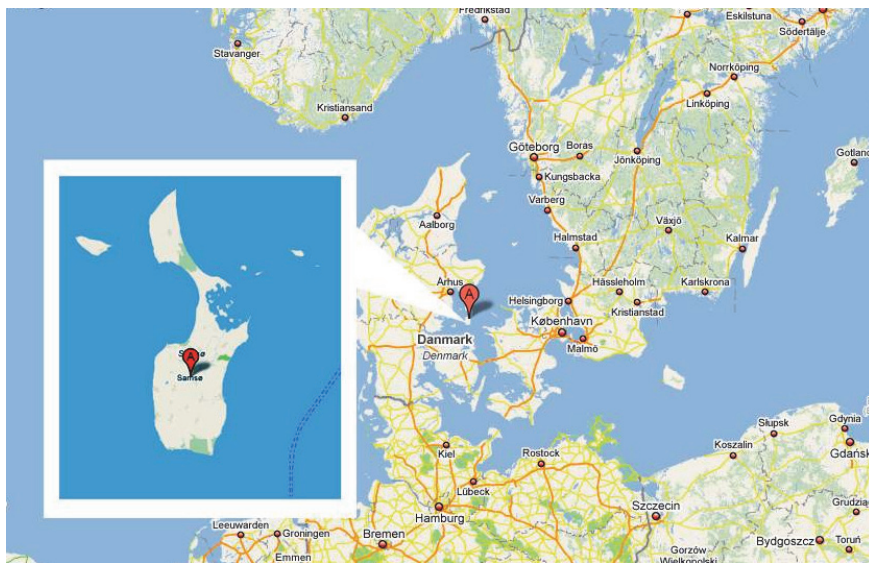 Fredrikstad
Eskilstuna
Södertälje
Stavanger
Norrköping
Linköping
Kristiansand
Göteborg
Boras
Jönköping
Gotland
Kungsbacka
Varberg
Aalborg
Växjö
Halmstad
Kalmar
Århus
A
Hässleholm
Karlskrona
Helsingborg
Kristianstad
København
Danmark
Denmark
Malmö
A
Samsø
Słupsk
Gdynia
Kiel
Rostock
Koszalin
Gdańsk
Lübeck
Hamburg
Szczecin
Grudzią
Leeuwarden
Groningen
Bremen
Bydgoszcz
Toruń
Emmen
Gorzów
Wielkopolski